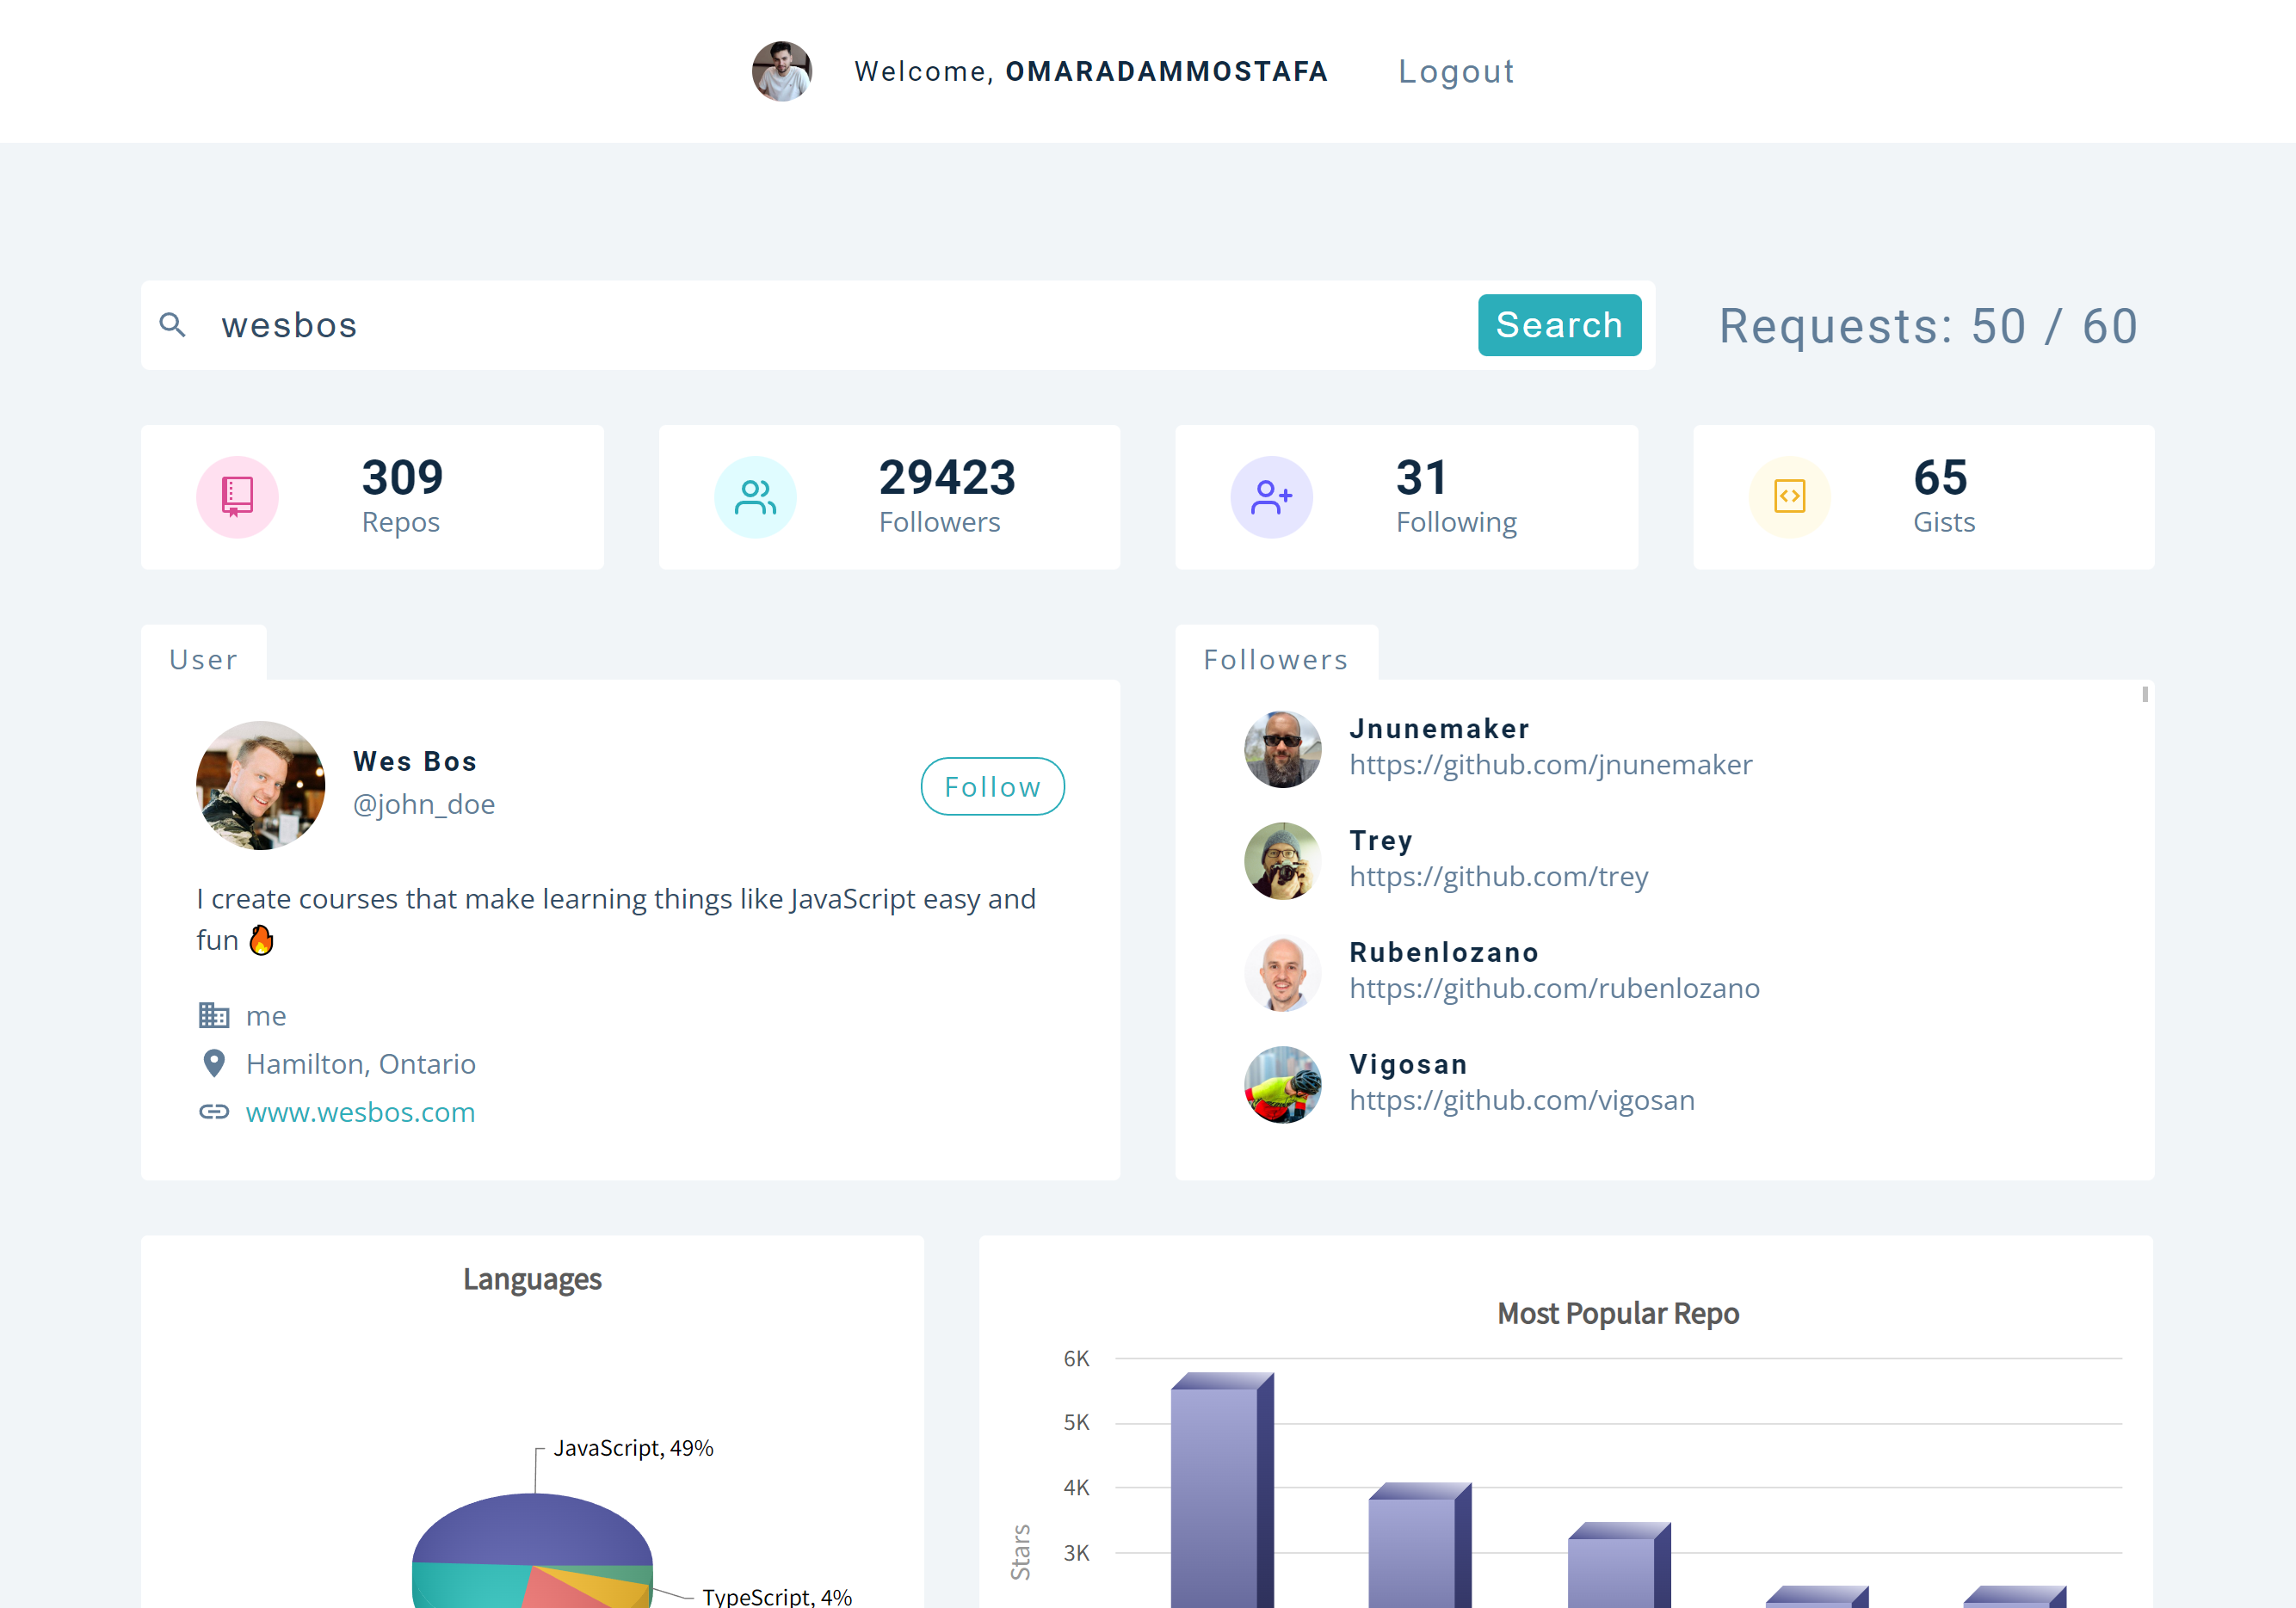 Welcome, OMARADAMMOSTAFA
Logout
wesbos
Search
Requests: 50 / 60
309
Repos
29423
Followers
31
Following
65
Gists
User
Wes Bos
@john_doe
Follow
I create courses that make learning things like JavaScript easy and
fun 🔥
me
Hamilton, Ontario
www.wesbos.com
Followers
Jnunemaker
https://github.com/jnunemaker
Trey
https://github.com/trey
Rubenlozano
https://github.com/rubenlozano
Vigosan
https://github.com/vigosan
Languages
JavaScript, 49%
TypeScript, 4%
Most Popular Repo
6K
5K
4K
3K
Stars